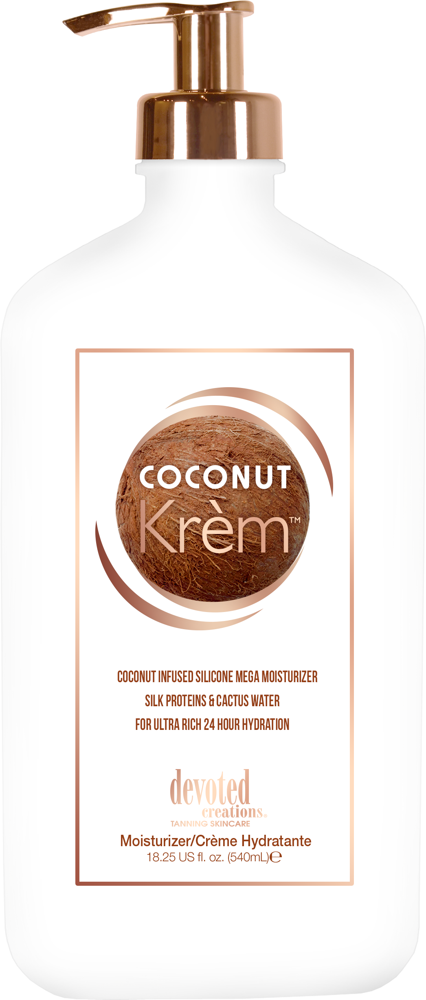 COCONUT
Krèm™
COCONUT INFUSED SILICONE MEGA MOISTURIZER
SILK PROTEINS & CACTUS WATER
FOR ULTRA RICH 24 HOUR HYDRATION
devoted
creations®
TANNING SKINCARE
Moisturizer/Crème Hydratante
18.25 US fl. oz. (540mL)℮